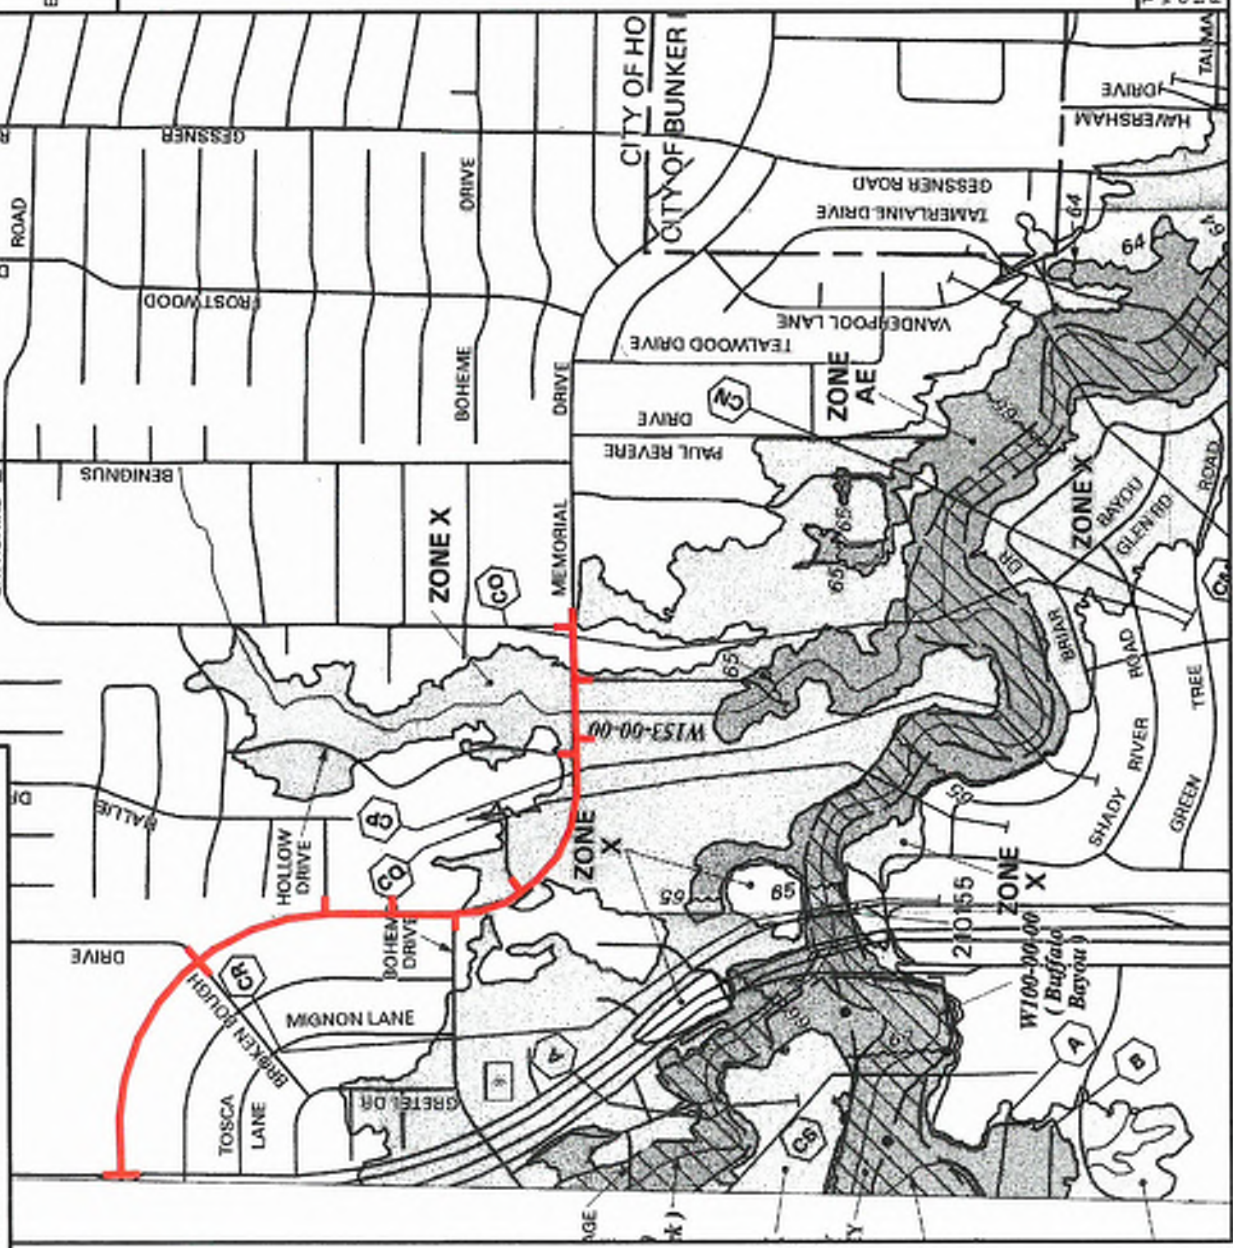 CITY OF HO
CITY OF BUNKER
GESSNER
ROAD
DRIVE
FROSTWOOD
BOHEME
DRIVE
BENIGNUS
MEMORIAL
ZONE X
CO
GESSNER ROAD
TAMERLAINE DRIVE
VANDERPOOL LANE
TEALWOOD DRIVE
DRIVE
HAVERSHAM
64
64
ZONE
AE
CN
DRIVE
PAUL REVERE
65
65
ZONE X
BAYOU
GLEN RD
ROAD
DR
BRIAR
ROAD
RIVER
SHADY
TREE
GREEN
65
W153-00-00
HALLIE
HOLLOW
DRIVE
CP
CQ
ZONE
X
65
65
65
ZONE
X
210155
W100-00-00
( Buffalo
Bayou )
DRIVE
BROKEN BOUGH
CR
DRIVE
MIGNON LANE
TOSCA
LANE
GRETEL DR
A
A
B
CS